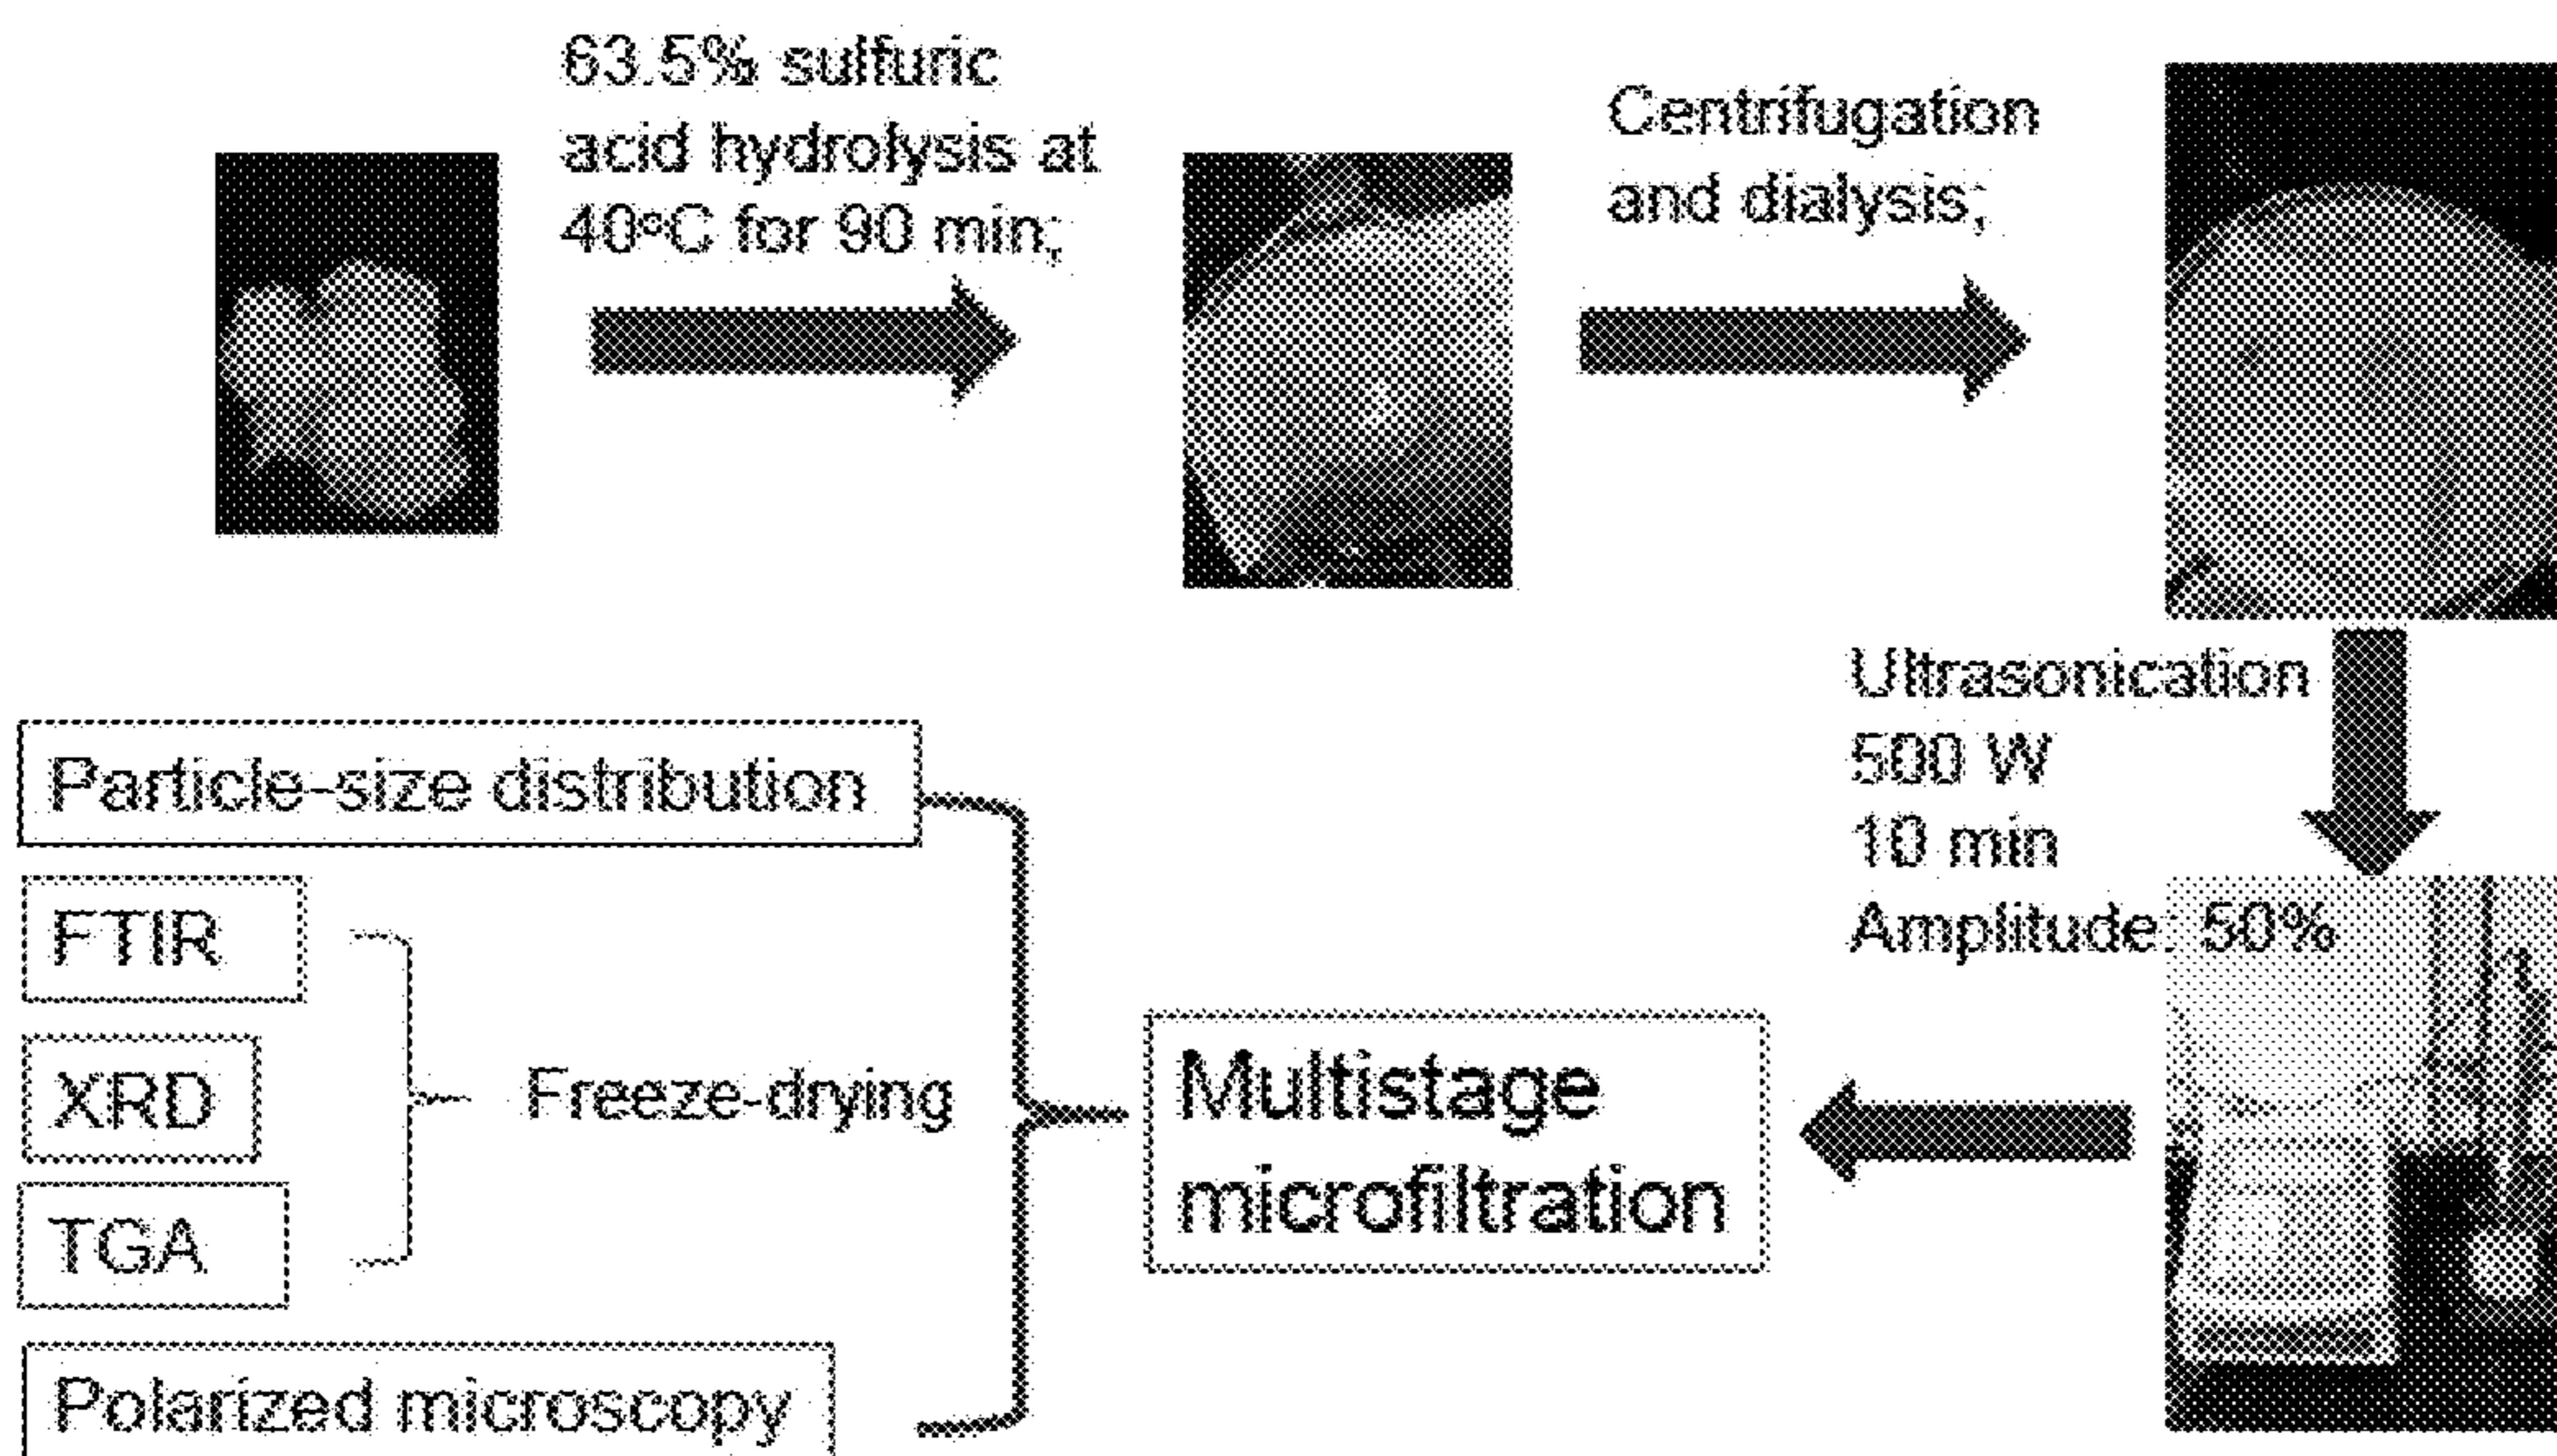 63.5% sulfuric
acid hydrolysis at
40°C for 90 min;
Centrifugation
and dialysis;
Ultrasonication
500 W
10 min
Amplitude: 50%
Multistage
microfiltration
Particle-size distribution
FTIR
XRD
TGA
Freeze-drying
Polarized microscopy